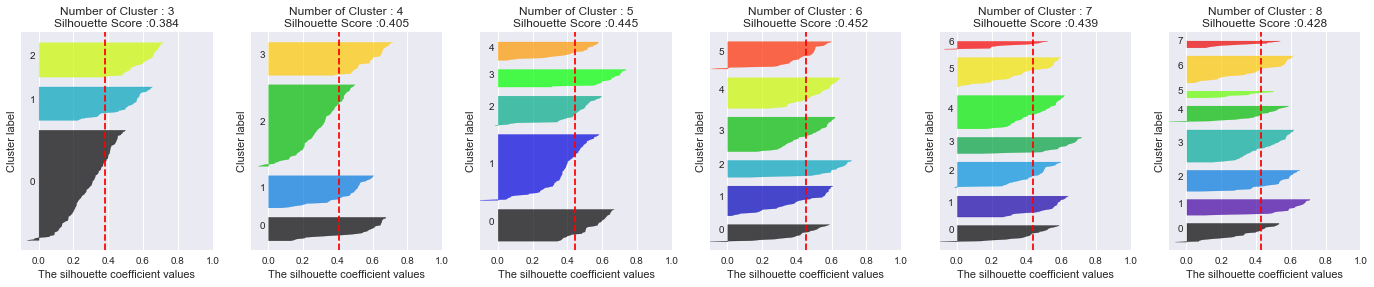 Number of Cluster : 3
Silhouette Score :0.384
Cluster label
2
1
0
0.0 0.2 0.4 0.6 0.8 1.0
The silhouette coefficient values
Number of Cluster : 4
Silhouette Score :0.405
Cluster label
3
2
1
0
0.0 0.2 0.4 0.6 0.8 1.0
The silhouette coefficient values
Number of Cluster : 5
Silhouette Score :0.445
Cluster label
4
3
2
1
0
0.0 0.2 0.4 0.6 0.8 1.0
The silhouette coefficient values
Number of Cluster : 6
Silhouette Score :0.452
Cluster label
5
4
3
2
1
0
0.0 0.2 0.4 0.6 0.8 1.0
The silhouette coefficient values
Number of Cluster : 7
Silhouette Score :0.439
Cluster label
6
5
4
3
2
1
0
0.0 0.2 0.4 0.6 0.8 1.0
The silhouette coefficient values
Number of Cluster : 8
Silhouette Score :0.428
Cluster label
7
6
5
4
3
2
1
0
0.0 0.2 0.4 0.6 0.8 1.0
The silhouette coefficient values